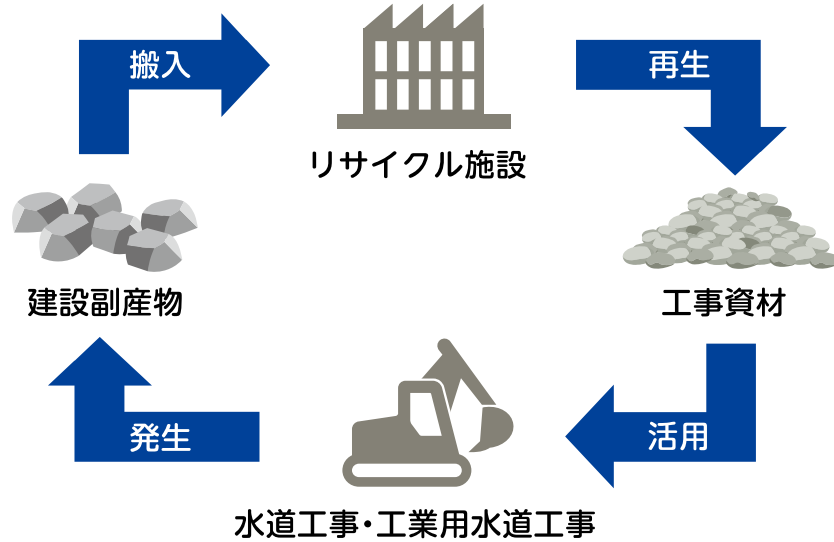 搬入
再生
リサイクル施設
建設副産物
工事資材
発生
活用
水道工事・工業用水道工事